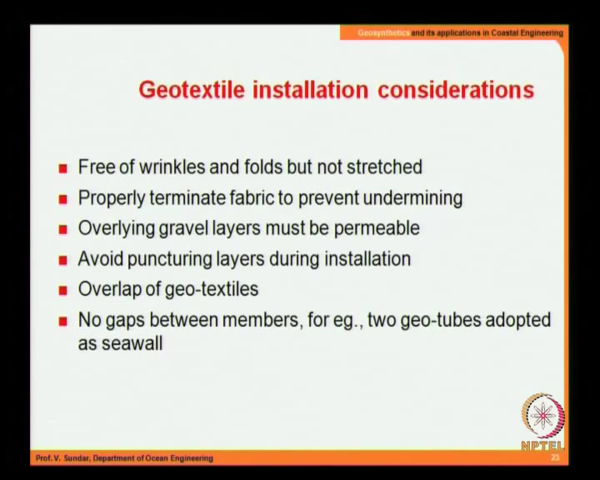 Geosynthetics and its applications in Coastal Engineering
Geotextile installation considerations
Free of wrinkles and folds but not stretched
Properly terminate fabric to prevent undermining
Overlying gravel layers must be permeable
Avoid puncturing layers during installation
Overlap of geo-textiles
No gaps between members, for eg., two geo-tubes adopted
as seawall
NPTEL
Prof. V. Sundar, Department of Ocean Engineering
23